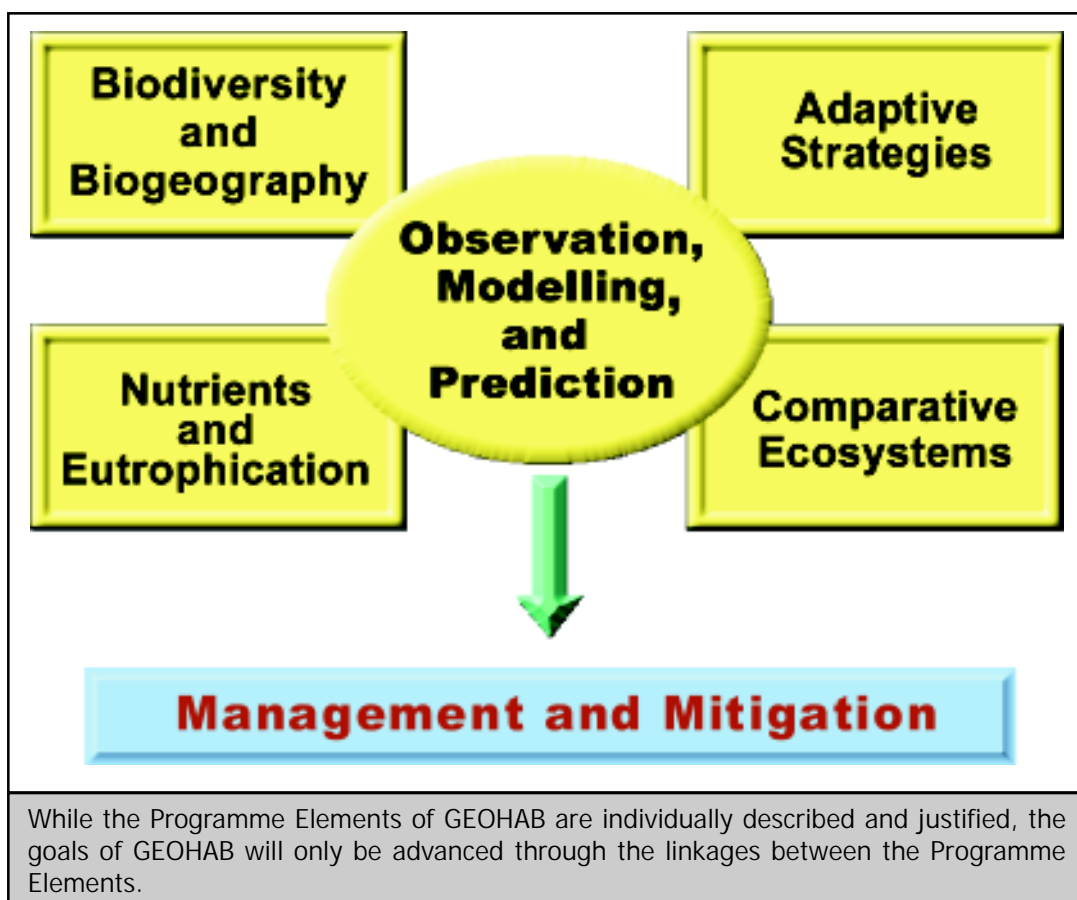 Biodiversity
and
Biogeography
Adaptive
Strategies
Observation,
Modelling,
and
Prediction
Nutrients
and
Eutrophication
Comparative
Ecosystems
Management and Mitigation
While the Programme Elements of GEOHAB are individually described and justified, the
goals of GEOHAB will only be advanced through the linkages between the Programme
Elements.